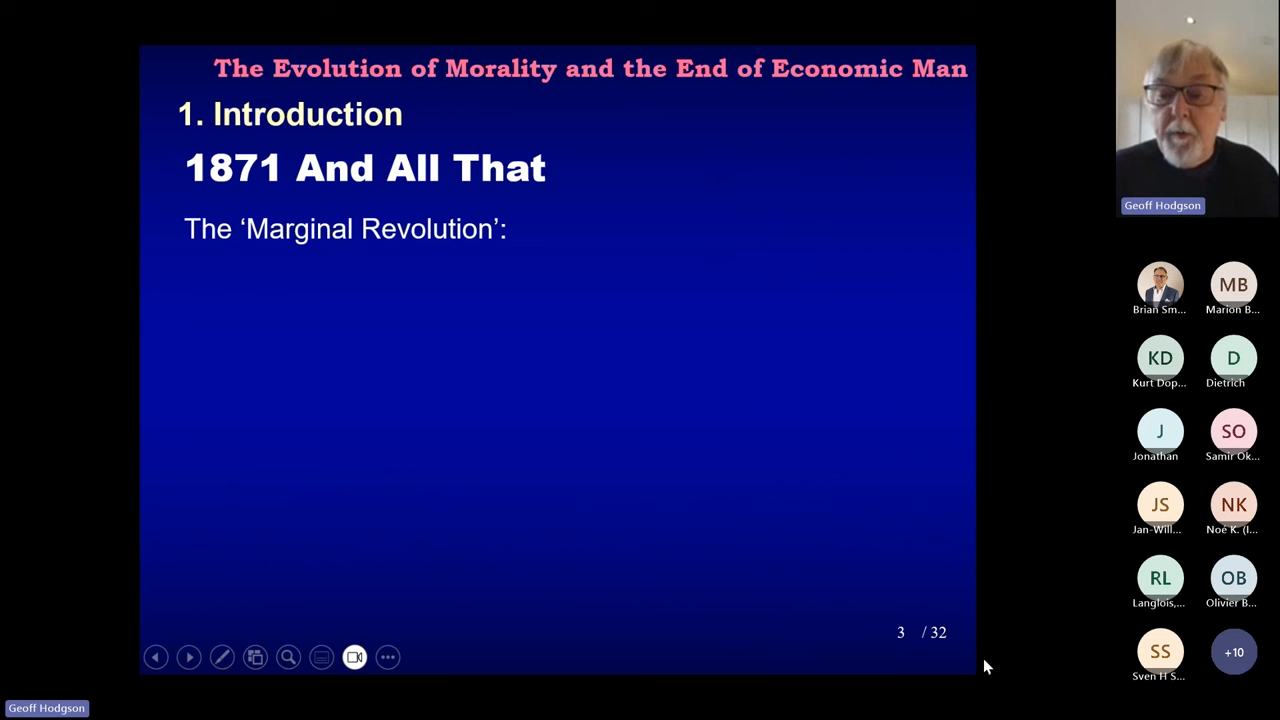 The Evolution of Morality and the End of Economic Man
1. Introduction
1871 And All That
The ‘Marginal Revolution’:
3 / 32
Geoff Hodgson
Brian Sm...
MB
Marion B...
KD
Kurt Dop...
D
Dietrich
J
Jonathan
SO
Samir Ok...
JS
Jan-Will...
NK
Noé K. (I...
RL
Langlois,...
OB
Olivier B...
SS
Sven H S...
+10
Geoff Hodgson